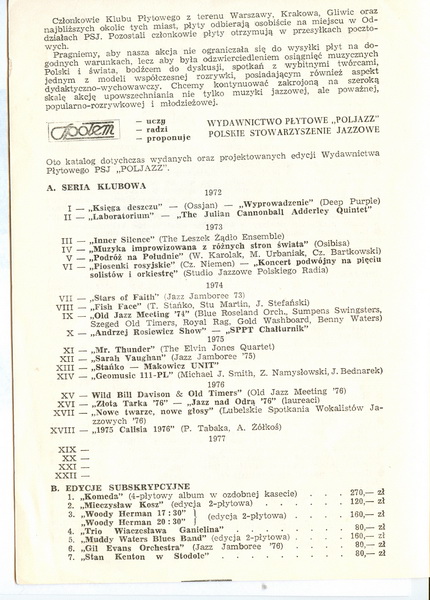 Członkowie Klubu Płytowego z terenu Warszawy, Krakowa, Gliwic oraz
najbliższych okolic tych miast, płyty odbierają osobiście na miejscu w Od-
działach PSJ. Pozostali członkowie płyty otrzymują w przesyłkach poczto-
wych.
Pragniemy, aby nasza akcja nie ograniczała się do wysyłki płyt na do-
godnych warunkach, lecz aby była odzwierciedleniem osiągnięć muzycznych
Polski i świata, bodźcem do dyskusji, spotkań z wybitnymi twórcami,
jednym z modeli współczesnej rozrywki, posiadającym również aspekt
dydaktyczno-wychowawczy. Chcemy kontynuować zakrojoną na szeroką
skalę akcję upowszechniania nie tylko muzyki jazzowej, ale poważnej,
popularno-rozrywkowej i młodzieżowej.
społem
— uczy
— radzi
— proponuje
WYDAWNICTWO PŁYTOWE „POLJAZZ"
POLSKIE STOWARZYSZENIE JAZZOWE
Oto katalog dotychczas wydanych oraz projektowanych edycji Wydawnictwa
Płytowego PSJ „POLJAZZ".
A. SERIA KLUBOWA
1972
I — „Księga deszczu" — (Ossjan) — „Wyprowadzenie" (Deep Purple)
II — „Laboratorium" — „The Julian Cannonball Adderley Quintet"
1973
III — „Inner Silence" (The Leszek Żądło Ensemble)
IV — „Muzyka improwizowana z różnych stron świata" (Osibisa)
V — „Podróż na Południe" (W. Karolak, M. Urbaniak, Cz. Bartkowski)
VI — „Piosenki rosyjskie" (Cz. Niemen) — „Koncert podwójny na pięciu
solistów i orkiestrę" (Studio Jazzowe Polskiego Radia)
1974
VII — „Stars of Faith" (Jazz Jamboree 73)
VIII — „Fish Face" (T. Stańko, Stu Martin, J. Stefański)
IX — „Old Jazz Meeting '74" (Blue Roseland Orch., Sumpens Swingsters,
Szeged Old Timers, Royal Rag, Gold Washboard, Benny Waters)
X — „Andrzej Rosiewicz Show" — „SPPT Chałturnik"
1975
XI — „Mr. Thunder" (The Elvin Jones Quartet)
XII — „Sarah Vaughan" (Jazz Jamboree '75)
XIII — „Stańko — Makowicz UNIT"
XIV — „Geomusic 111-PL" (Michael J. Smith, Z. Namysłowski, J. Bednarek)
1976
XV — Wild Bill Davison & Old Timers" (Old Jazz Meeting '76)
XVI — „Złota Tarka '76" — „Jazz nad Odrą '76" (laureaci)
XVII — „Nowe twarze, nowe głosy" (Lubelskie Spotkania Wokalistów Ja-
zzowych '76)
XVIII — „1975 Calisia 1976" (P. Tabaka, A. Żółkoś)
1977
XIX —
XX —
XXI —
XXII —
B. EDYCJE SUBSKRYPCYJNE
1. „Komeda" (4-płytowy album w ozdobnej kasecie) . . . . 270,— zł
2. „Mieczysław Kosz" (edycja 2-płytowa) . . . . . 120,— zł
3. „Woody Herman 17:30" } (edycja 2-płytowa) . . . . 160,— zł
„Woody Herman 20:30" }
4. „Trio Wiaczesława Ganielina" . . . . . . 80,— zł
5. „Muddy Waters Blues Band" (edycja 2-płytowa) . . . . 160,— zł
6. „Gil Evans Orchestra" (Jazz Jamboree '76) . . . . 80,— zł
7. „Stan Kenton w Stodole" . . . . . . . 80,— zł